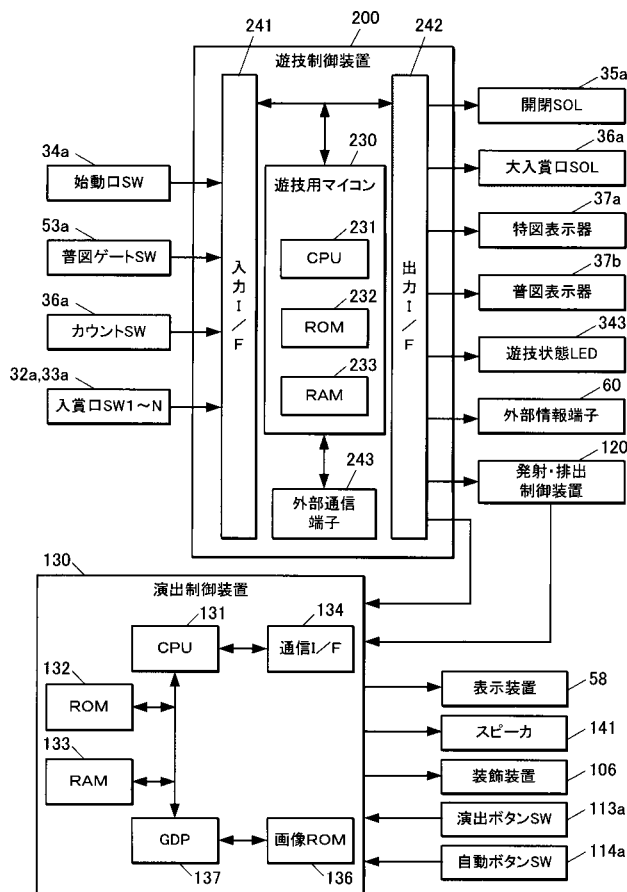 200
241
242
遊技制御装置
35a
開閉SOL
34a
始動口SW
230
遊技用マイコン
36a
大入賞口SOL
53a
普図ゲートSW
231
CPU
37a
特図表示器
入力I/F
出力I/F
232
ROM
37b
普図表示器
36a
カウントSW
233
RAM
343
遊技状態LED
32a,33a
入賞口SW1~N
60
外部情報端子
243
外部通信
端子
120
発射・排出
制御装置
130
演出制御装置
131
CPU
134
通信I/F
132
ROM
表示装置
58
133
RAM
スピーカ
141
装飾装置
106
GDP
137
画像ROM
136
演出ボタンSW
113a
自動ボタンSW
114a